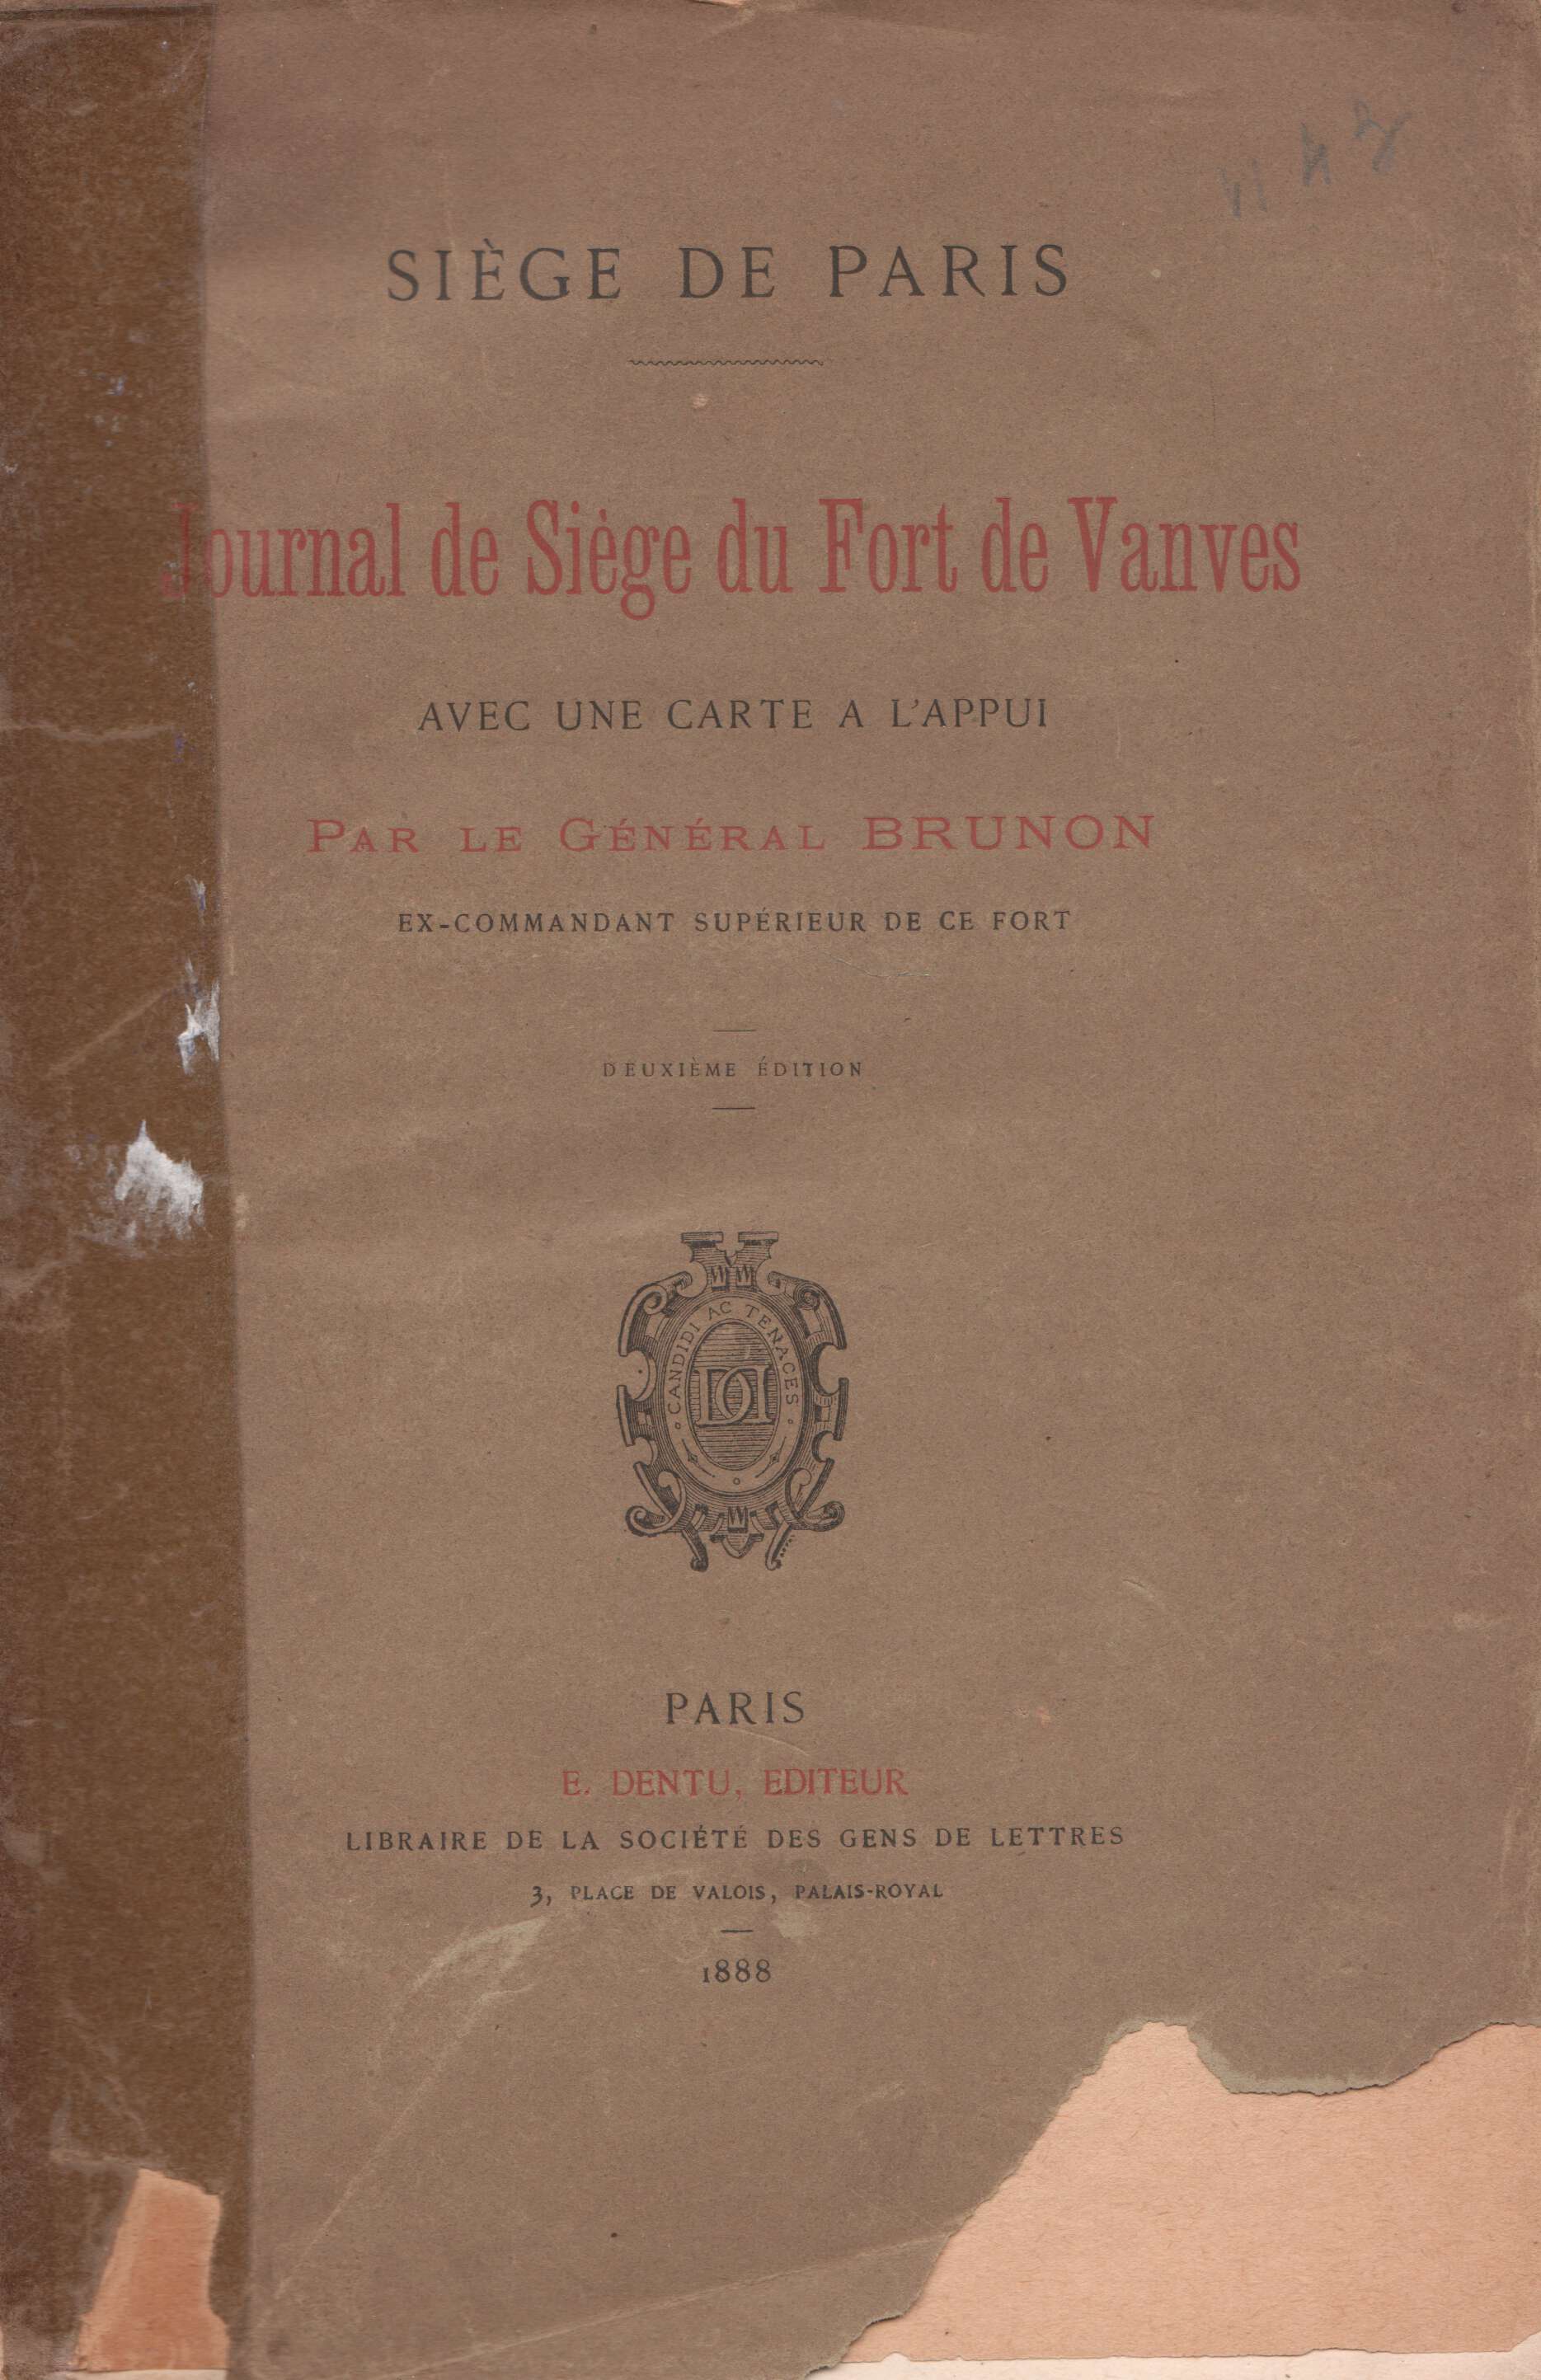 SIÈGE DE PARIS
Journal de Siège du Fort de Vanves
AVEC UNE CARTE A L'APPUI
PAR LE GÉNÉRAL BRUNON
EX-COMMANDANT SUPÉRIEUR DE CE FORT
DEUXIÈME ÉDITION
CANDIDI AC TENACES
PARIS
E. DENTU, EDITEUR
LIBRAIRE DE LA SOCIÉTÉ DES GENS DE LETTRES
3, PLACE DE VALOIS, PALAIS-ROYAL
1888